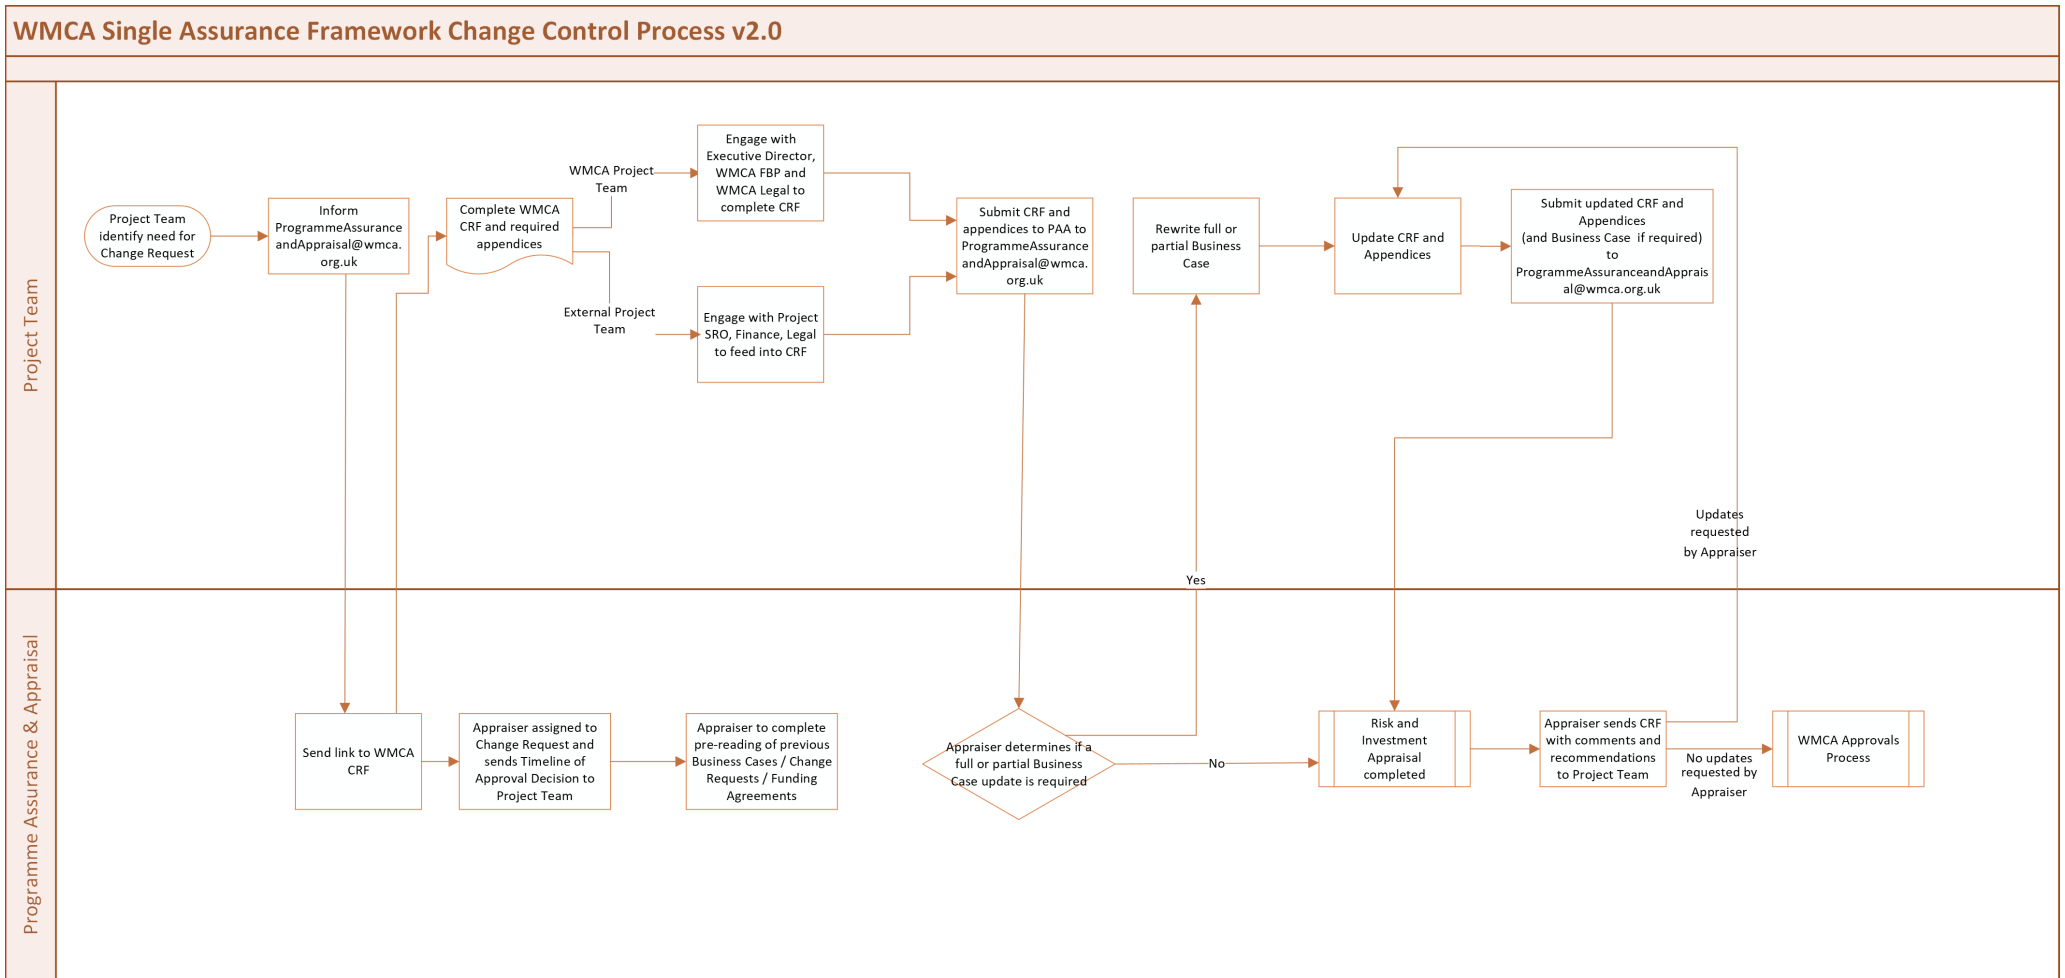 WMCA Single Assurance Framework Change Control Process v2.0
Project Team
Project Team
identify need for
Change Request
Inform
ProgrammeAssurance
andAppraisal@wmca.
org.uk
Complete WMCA
CRF and required
appendices
WMCA Project
Team
External Project
Team
Engage with
Executive Director,
WMCA FBP and
WMCA Legal to
complete CRF
Engage with Project
SRO, Finance, Legal
to feed into CRF
Submit CRF and
appendices to PAA to
ProgrammeAssurance
andAppraisal@wmca.
org.uk
Rewrite full or
partial Business
Case
Update CRF and
Appendices
Submit updated CRF and
Appendices
(and Business Case if required)
to
ProgrammeAssuranceandApprais
al@wmca.org.uk
Updates
requested
by Appraiser
Yes
Programme Assurance & Appraisal
Send link to WMCA
CRF
Appraiser assigned to
Change Request and
sends Timeline of
Approval Decision to
Project Team
Appraiser to complete
pre-reading of previous
Business Cases / Change
Requests / Funding
Agreements
Appraiser determines if a
full or partial Business
Case update is required
No
Risk and
Investment
Appraisal
completed
Appraiser sends CRF
with comments and
recommendations
to Project Team
No updates
requested by
Appraiser
WMCA Approvals
Process